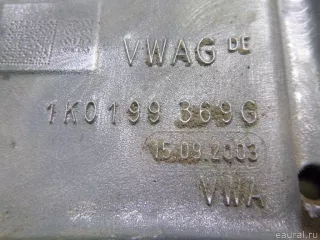 VWAG DE
1K0199 369G
15.09.2003
VWA
eaural.ru